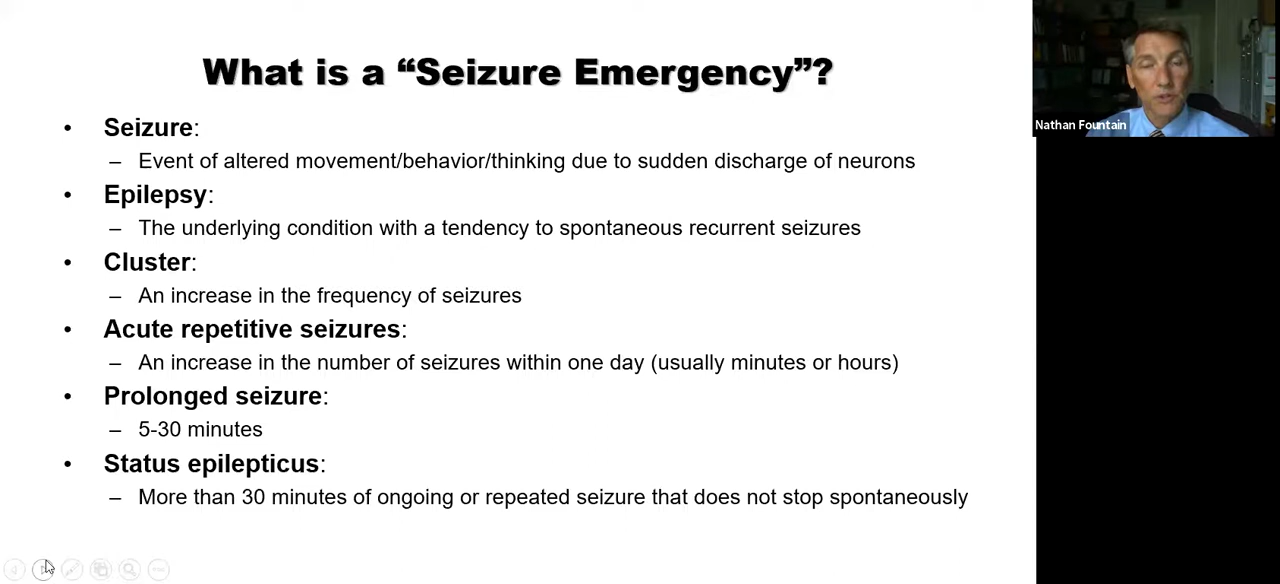 What is a “Seizure Emergency”?
• Seizure:
– Event of altered movement/behavior/thinking due to sudden discharge of neurons
• Epilepsy:
– The underlying condition with a tendency to spontaneous recurrent seizures
• Cluster:
– An increase in the frequency of seizures
• Acute repetitive seizures:
– An increase in the number of seizures within one day (usually minutes or hours)
• Prolonged seizure:
– 5-30 minutes
• Status epilepticus:
– More than 30 minutes of ongoing or repeated seizure that does not stop spontaneously
Nathan Fountain